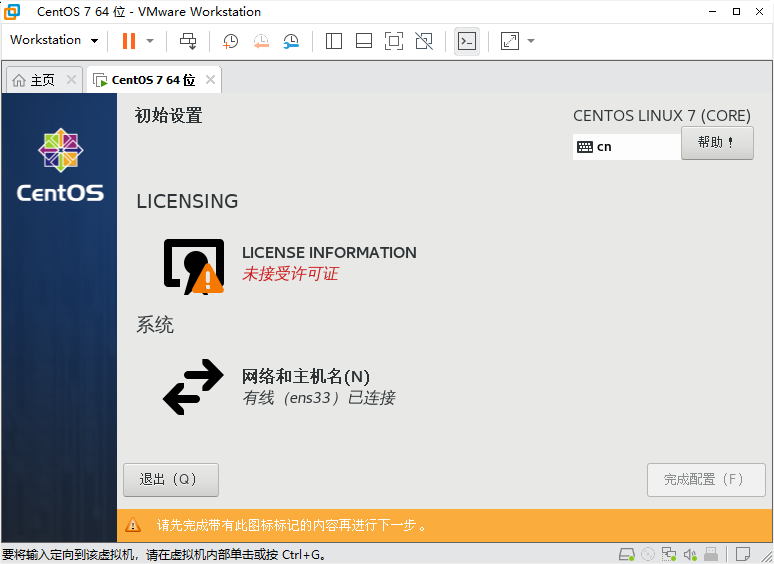 CentOS 7 64 位 - VMware Workstation
Workstation
主页
CentOS 7 64 位
初始设置
CENTOS LINUX 7 (CORE)
cn
帮助！
CentOS
LICENSING
LICENSE INFORMATION
未接受许可证
系统
网络和主机名(N)
有线（ens33）已连接
退出（Q）
完成配置（F）
请先完成带有此图标标记的内容再进行下一步 。
要将输入定向到该虚拟机，请在虚拟机内部单击或按 Ctrl+G。